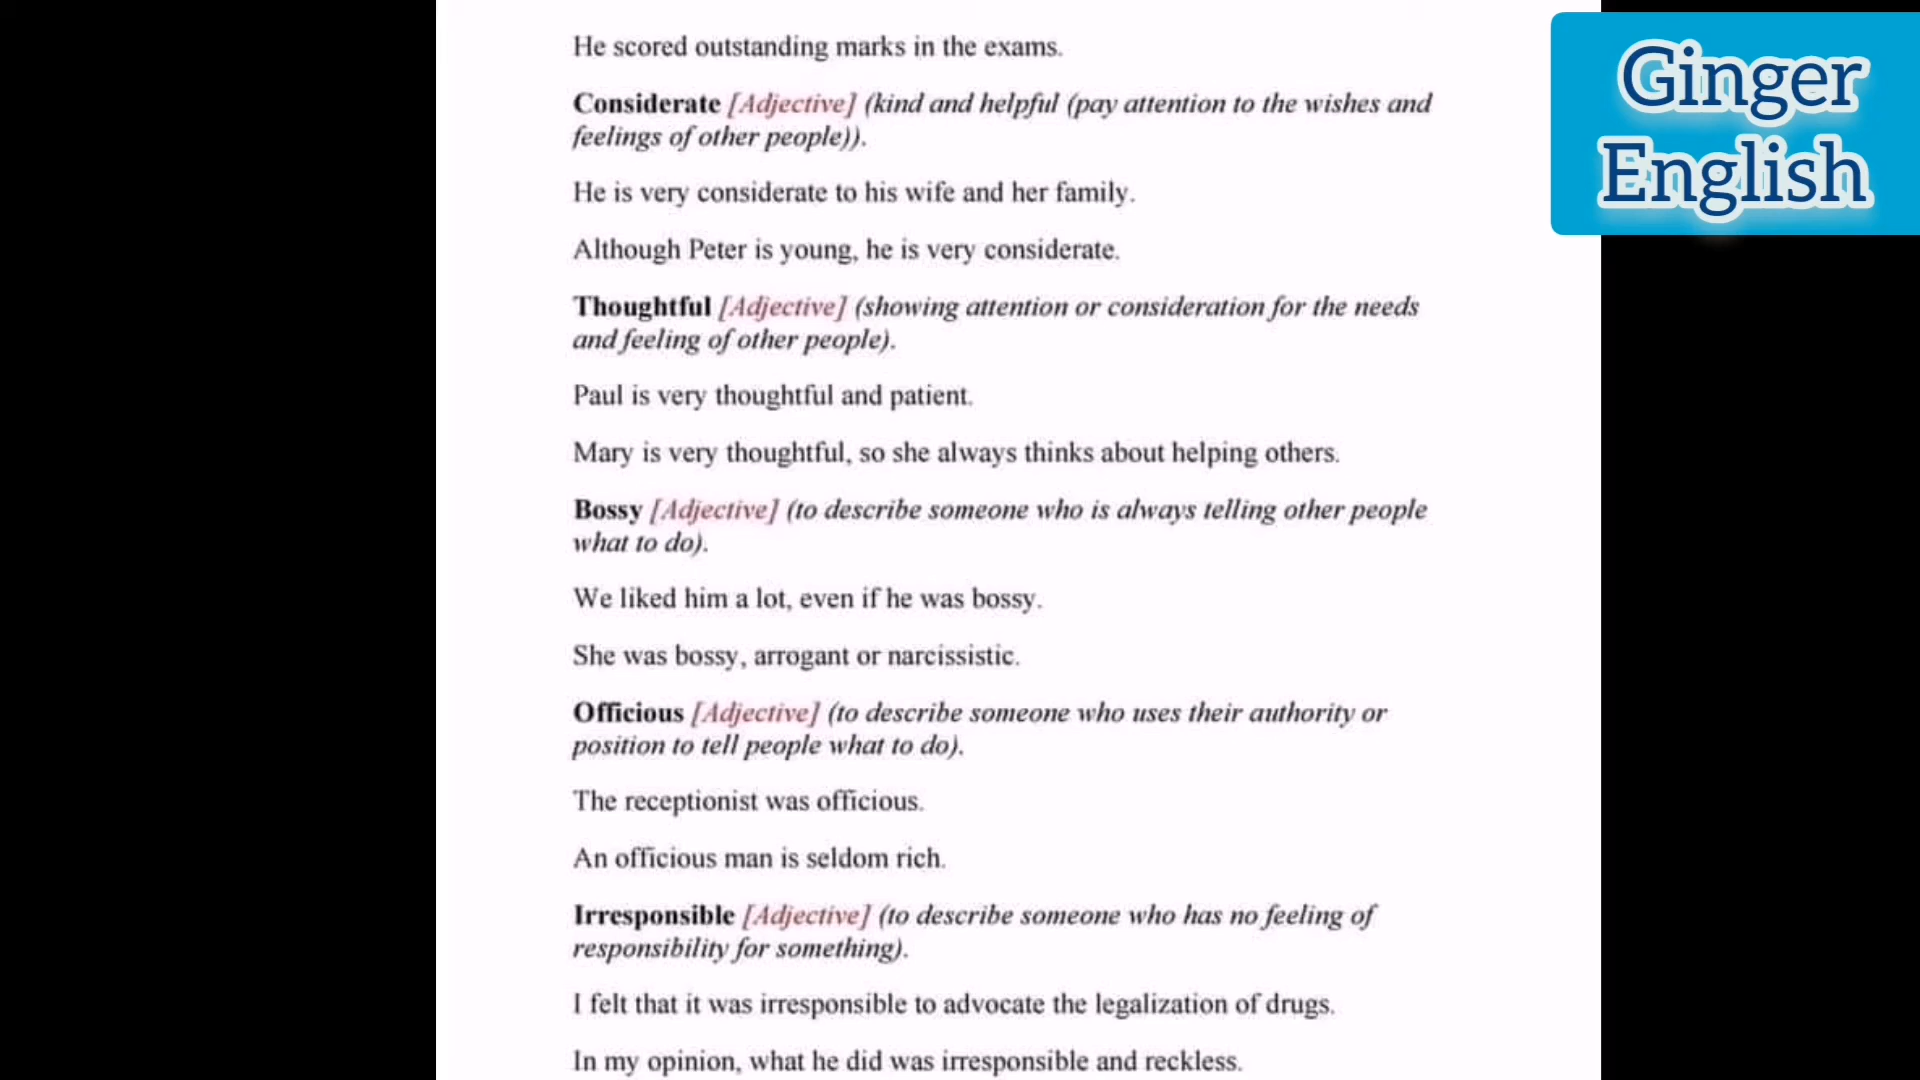 He scored outstanding marks in the exams.
Considerate [Adjective] (kind and helpful (pay attention to the wishes and
feelings of other people)).
He is very considerate to his wife and her family.
Although Peter is young, he is very considerate.
Thoughtful [Adjective] (showing attention or consideration for the needs
and feeling of other people).
Paul is very thoughtful and patient.
Mary is very thoughtful, so she always thinks about helping others.
Bossy [Adjective] (to describe someone who is always telling other people
what to do).
We liked him a lot, even if he was bossy.
She was bossy, arrogant or narcissistic.
Officious [Adjective] (to describe someone who uses their authority or
position to tell people what to do).
The receptionist was officious.
An officious man is seldom rich.
Irresponsible [Adjective] (to describe someone who has no feeling of
responsibility for something).
I felt that it was irresponsible to advocate the legalization of drugs.
In my opinion, what he did was irresponsible and reckless.
Ginger
English